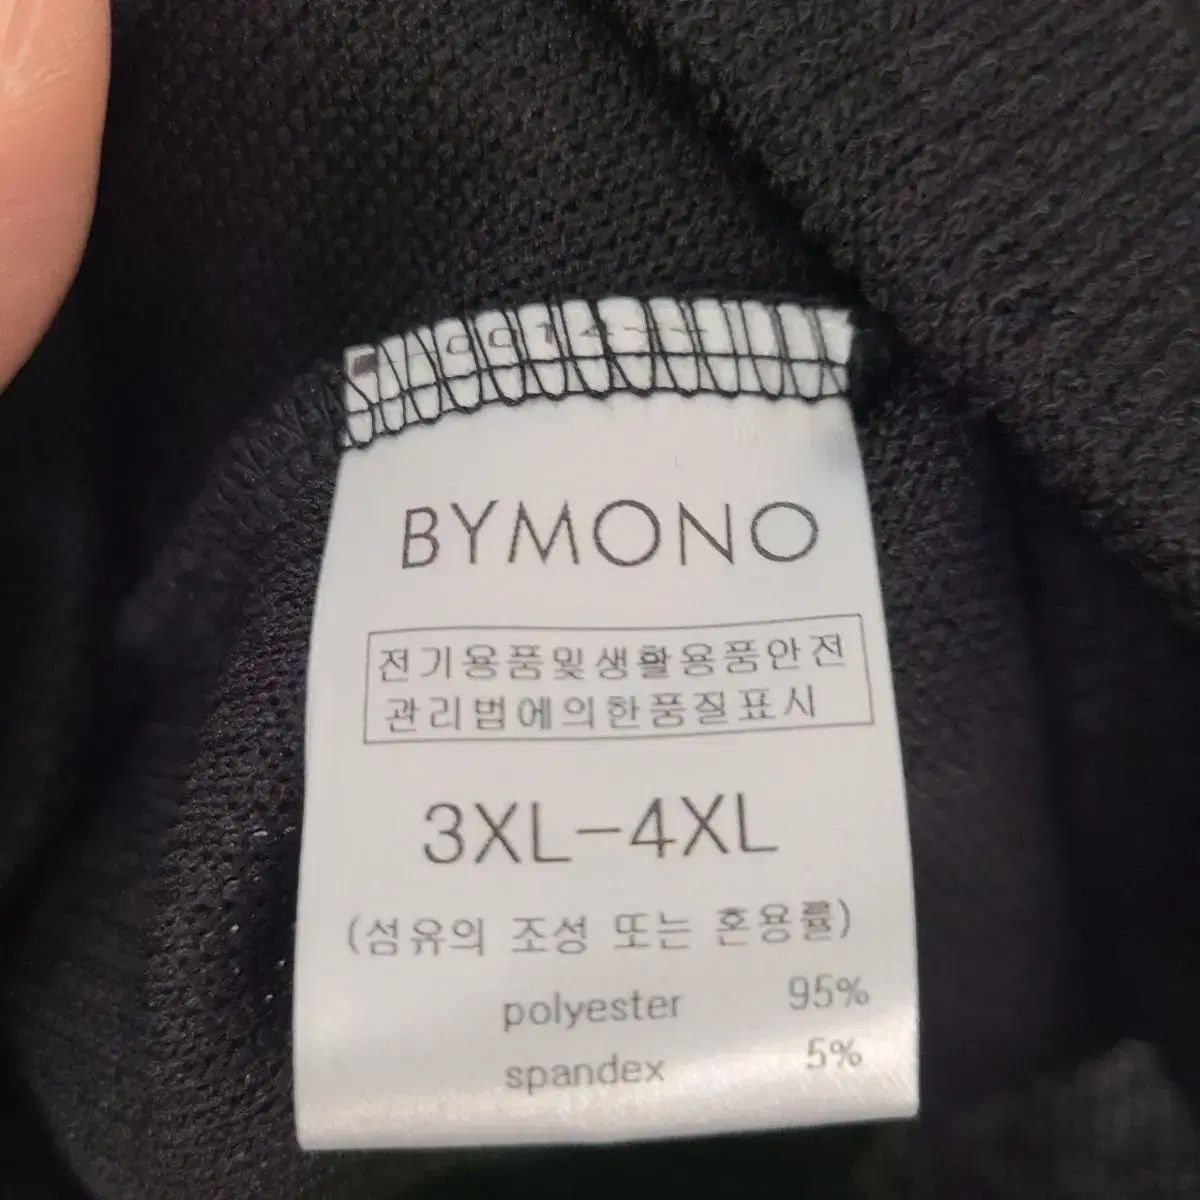 BYMONO
전기용품및생활용품안전
관리법에의한품질표시
3XL-4XL
(섬유의 조성 또는 혼용률)
polyester 95%
spandex 5%